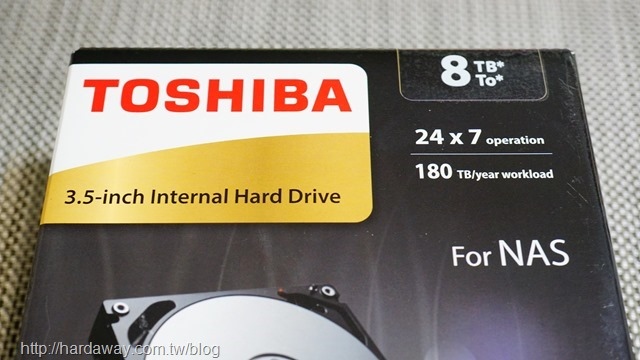 TOSHIBA
3.5-inch Internal Hard Drive
8 TB*
To*
24 x 7 operation
180 TB/year workload
For NAS
http://hardaway.com.tw/blog